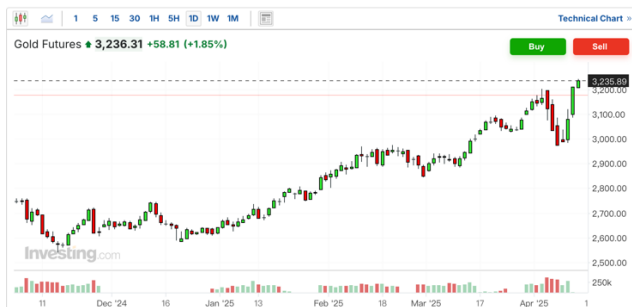 1 5 15 30 1H 5H 1D 1W 1M Technical Chart »
Gold Futures 3,236.31 +58.81 (+1.85%) Buy Sell
3,235.89
3,200.00
3,100.00
3,000.00
2,900.00
2,800.00
2,700.00
2,600.00
Investing.com
2,500.00
250k
11 Dec '24 16 Jan '25 13 Feb '25 18 Mar '25 17 Apr '25 1